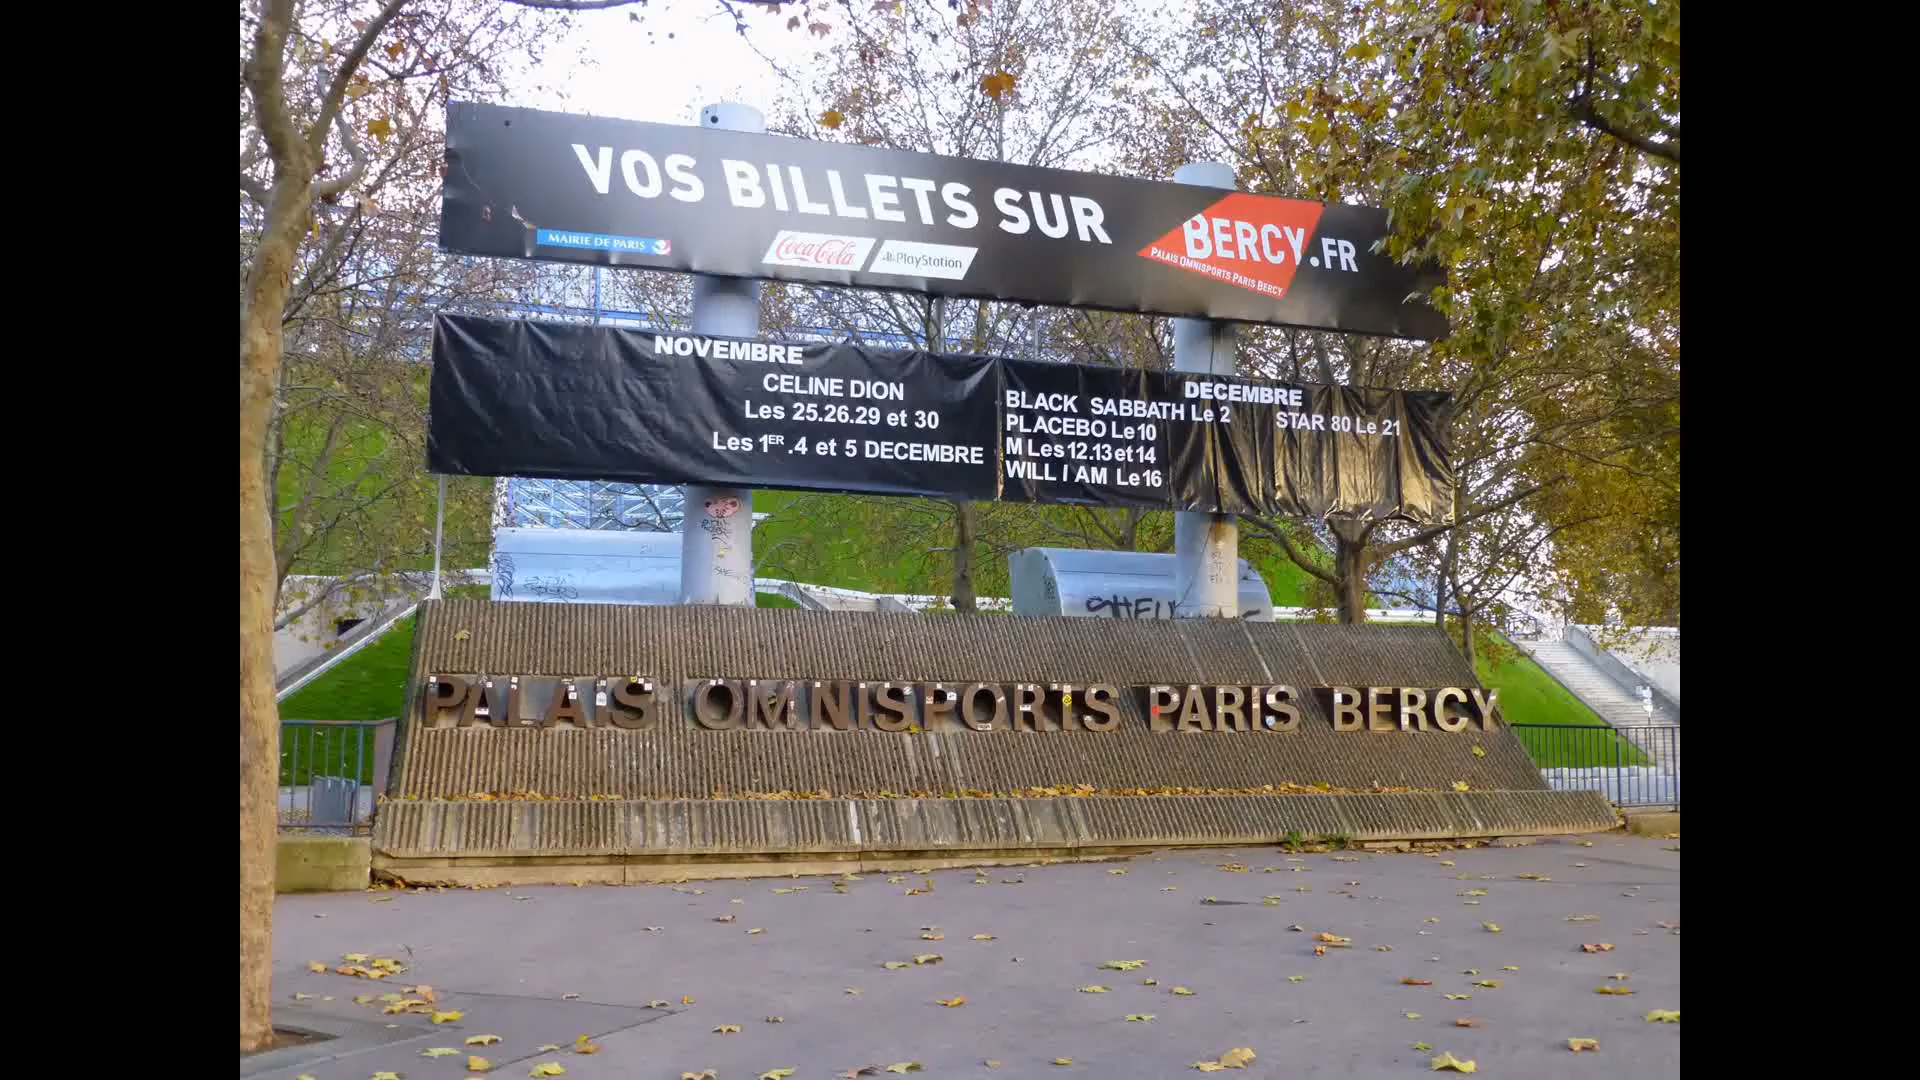 VOS BILLETS SUR
BERCY.FR
PALAIS OMNISPORTS PARIS BERCY
MAIRIE DE PARIS
Coca-Cola
PlayStation
NOVEMBRE
CELINE DION
Les 25.26.29 et 30
Les 1ER.4 et 5 DECEMBRE
DECEMBRE
BLACK SABBATH Le 2
PLACEBO Le 10
M Les 12.13 et 14
WILL I AM Le 16
STAR 80 Le 21
PALAIS OMNISPORTS PARIS BERCY